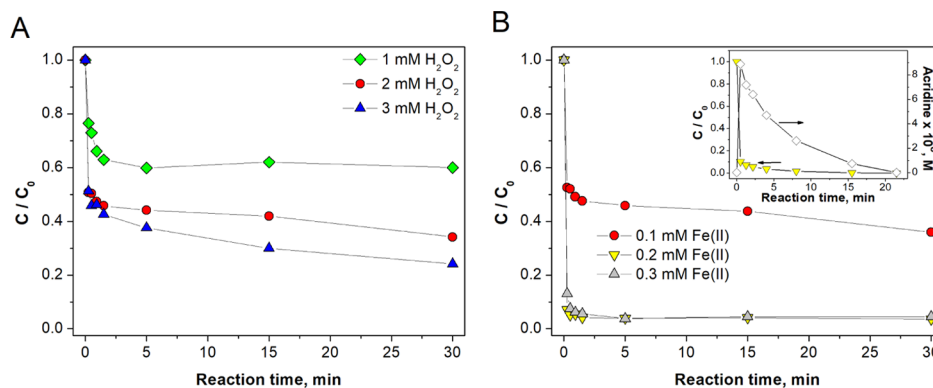 A
1 mM H₂O₂
2 mM H₂O₂
3 mM H₂O₂
1.0
0.8
0.6
0.4
0.2
0.0
C / C₀
0 5 10 15 20 25 30
Reaction time, min
B
1.0
0.8
0.6
0.4
0.2
0.0
C / C₀
0.1 mM Fe(II)
0.2 mM Fe(II)
0.3 mM Fe(II)
0 5 10 15 20 25 30
Reaction time, min
1.0
0.8
0.6
0.4
0.2
0.0
C / C₀
8
6
4
2
0
Acridine x 10 , M
0 5 10 15 20
Reaction time, min